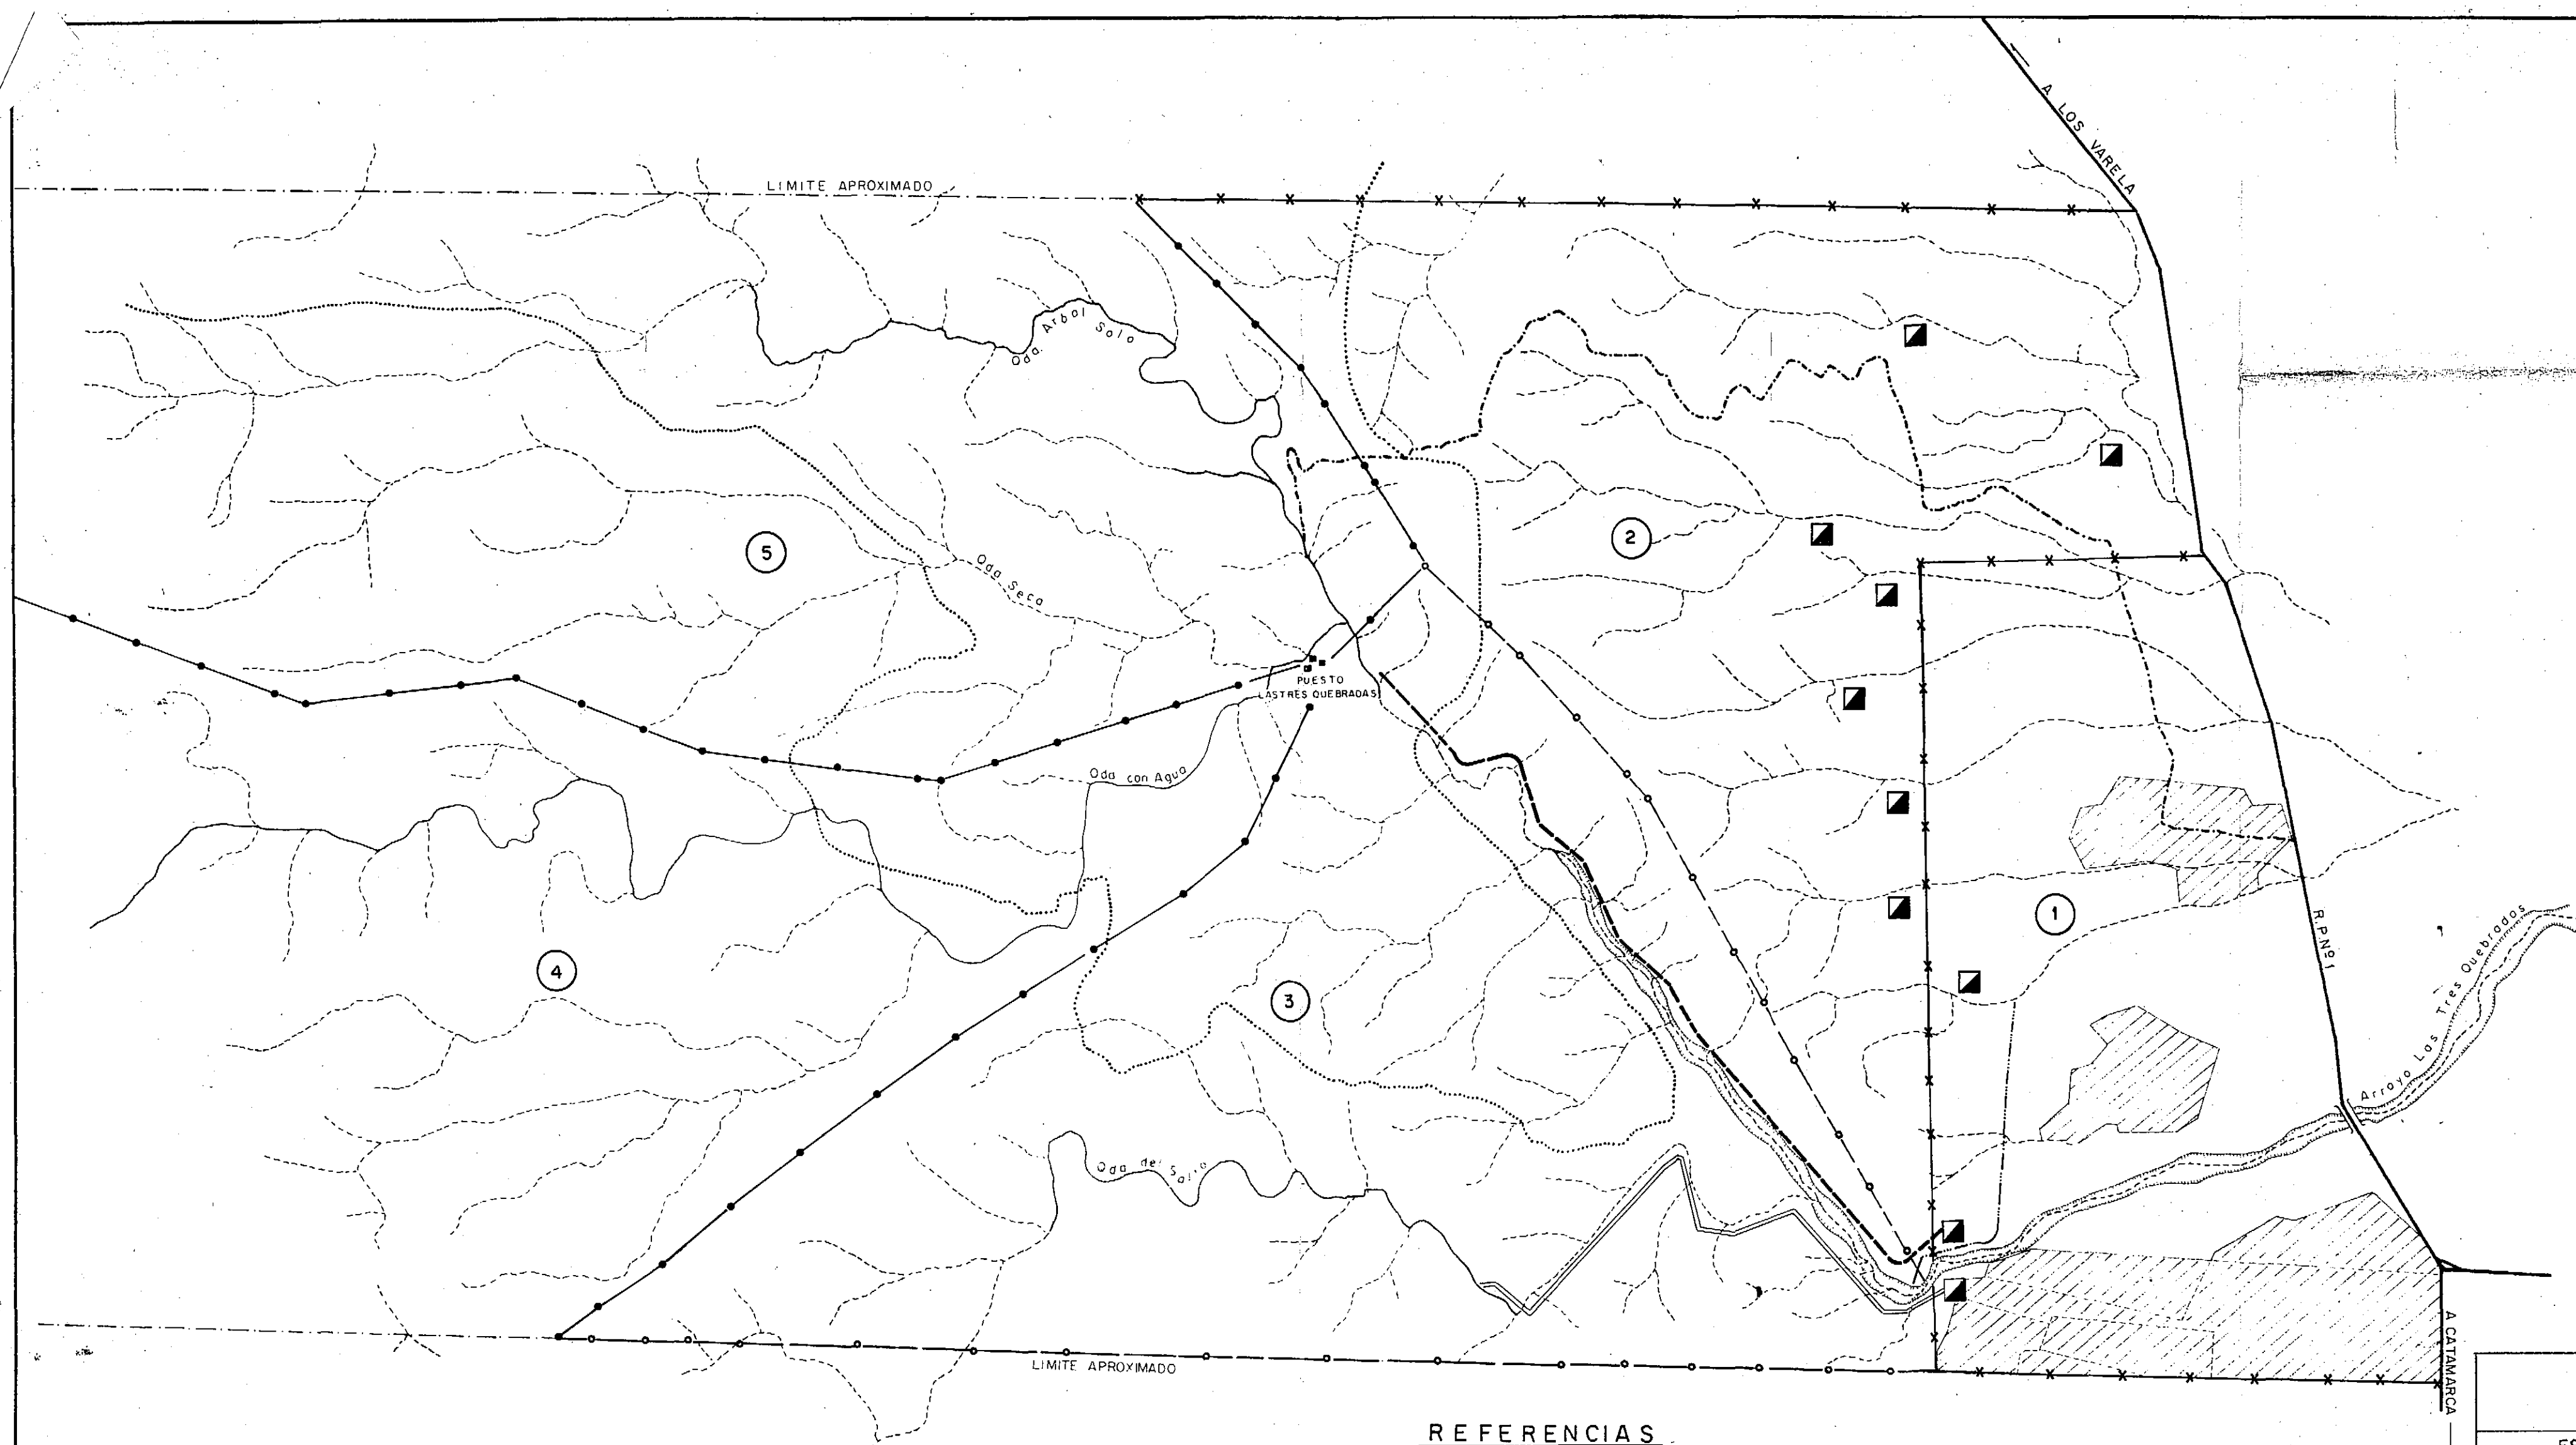 A LOS VARELA
LIMITE APROXIMADO
Qda. Arbol Solo
5
2
Qda. Seca
PUESTO
LAS TRES QUEBRADAS
Qda. con Agua
1
R.P.Nº1
Arroyo Las Tres Quebradas
4
3
Qda. del Salto
LIMITE APROXIMADO
A CATAMARCA
REFERENCIAS